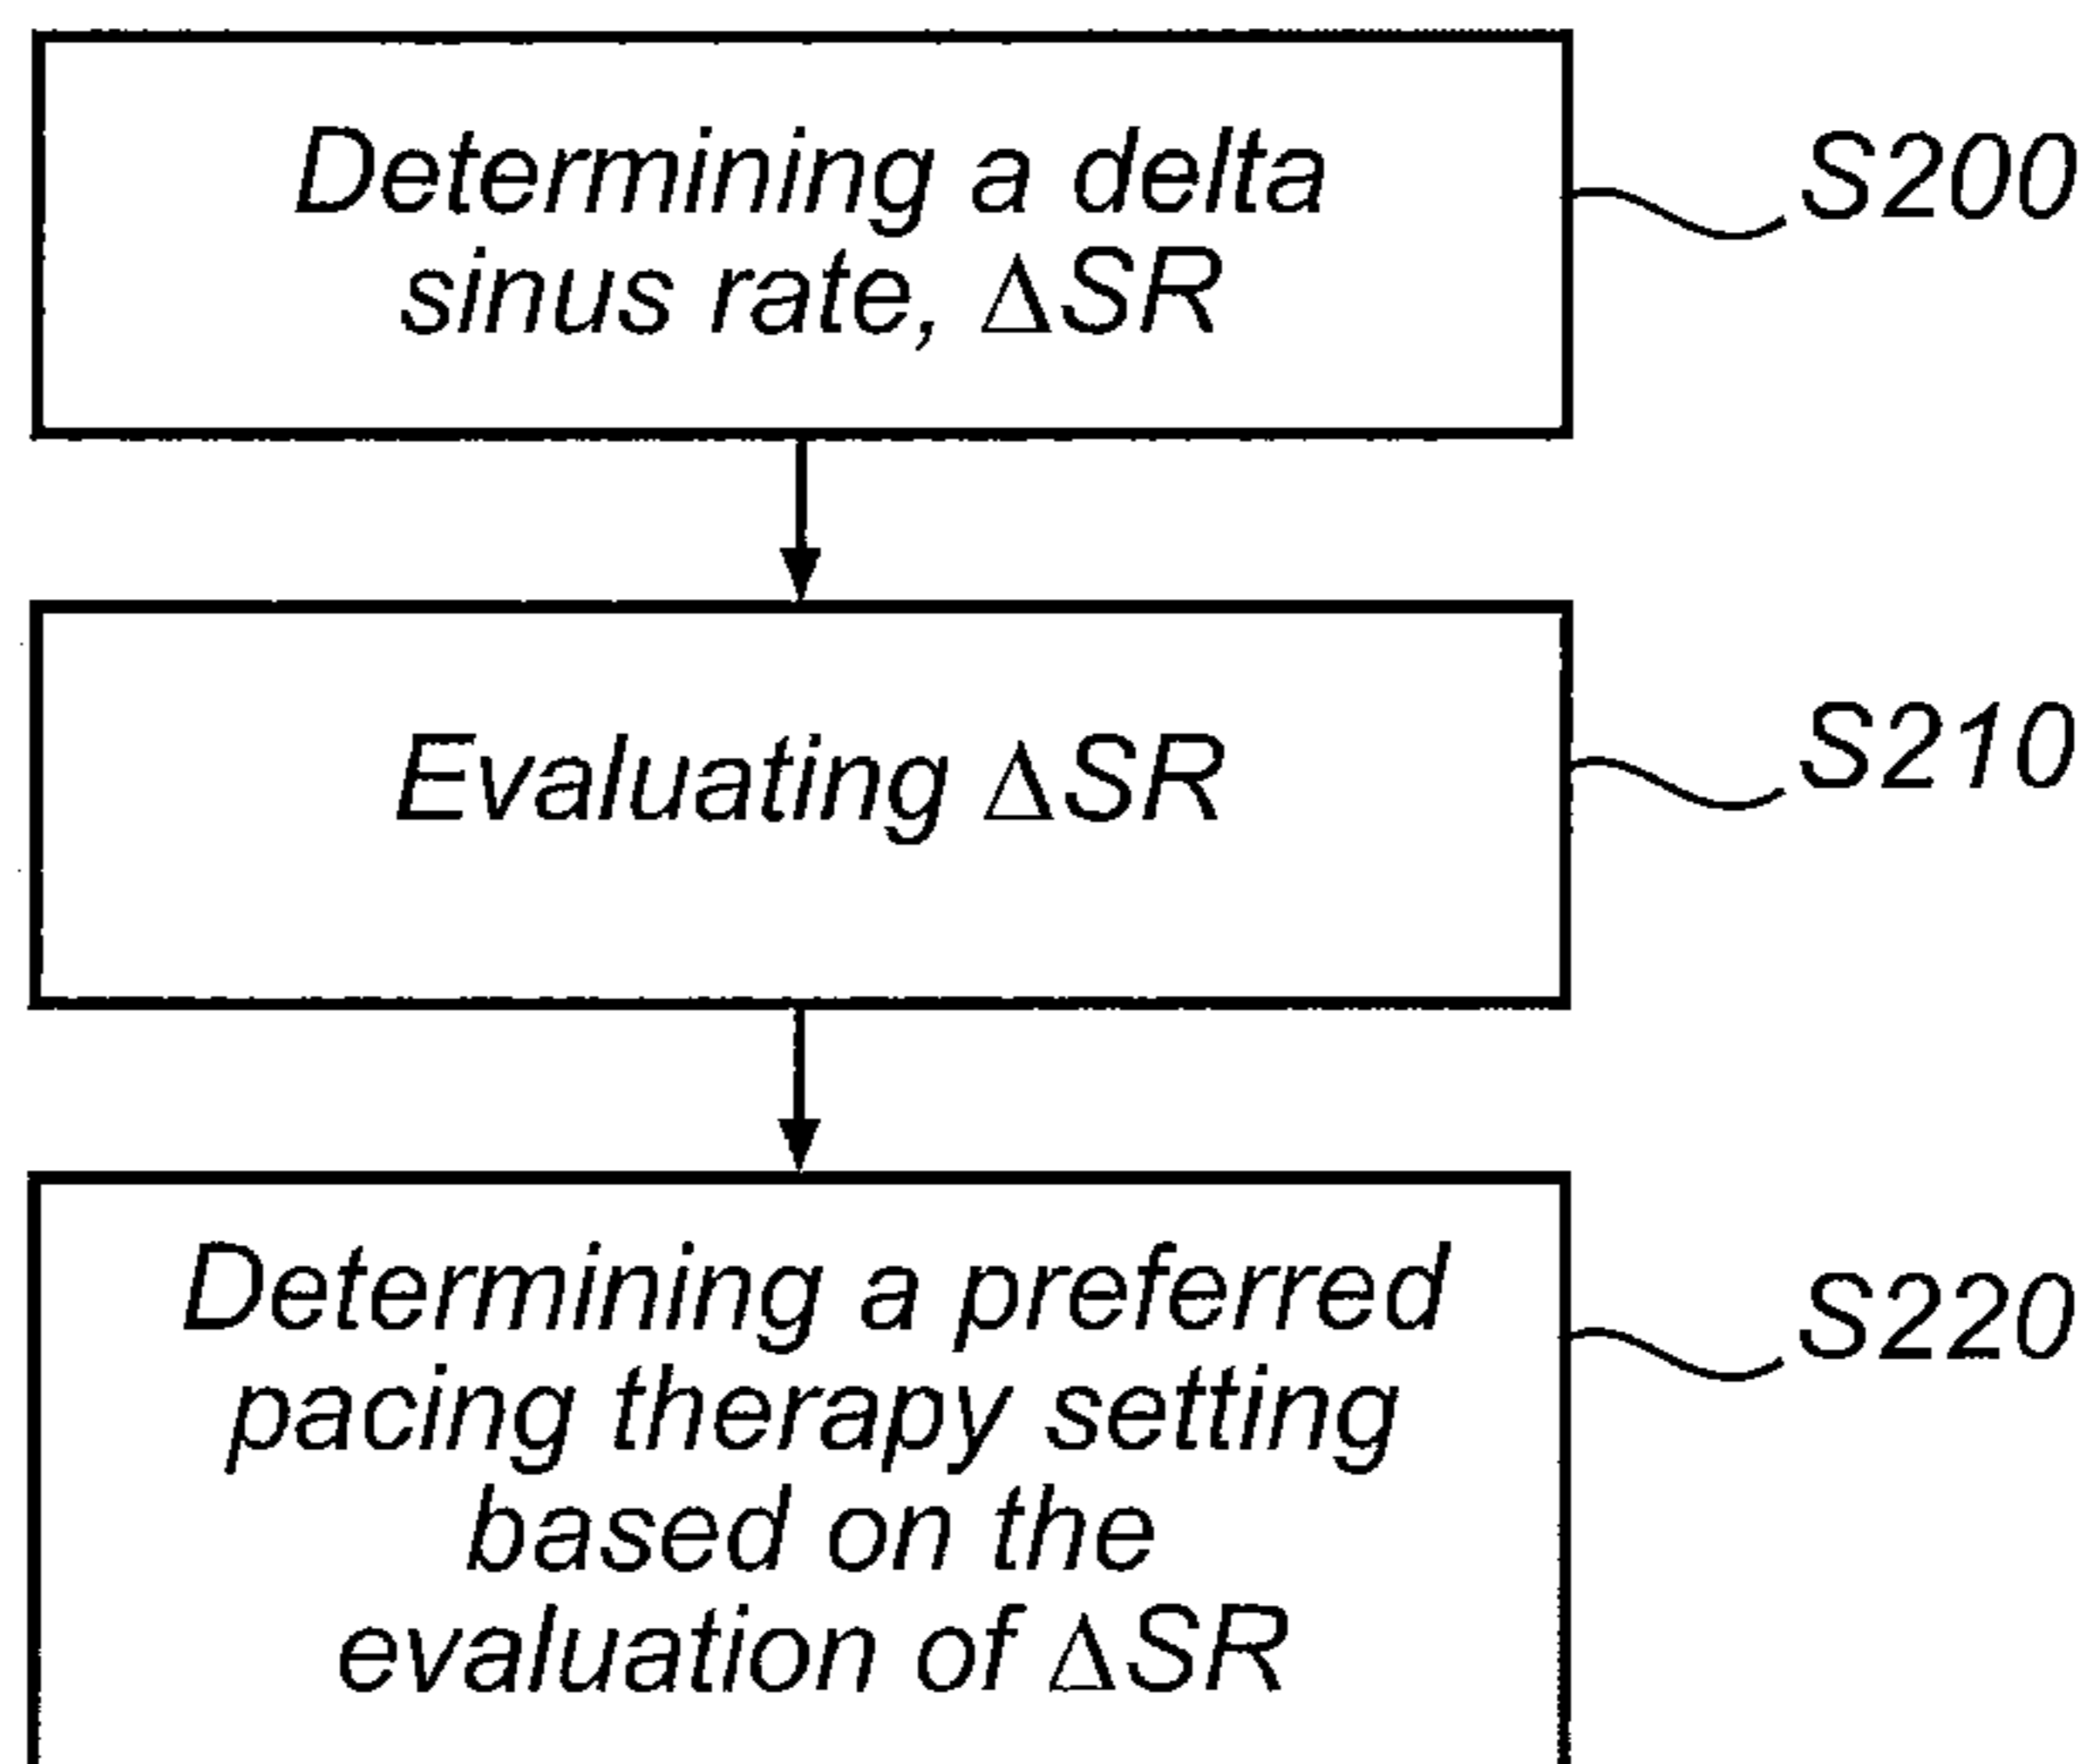 Determining a delta
sinus rate, ΔSR
S200
Evaluating ΔSR
S210
Determining a preferred
pacing therapy setting
based on the
evaluation of ΔSR
S220